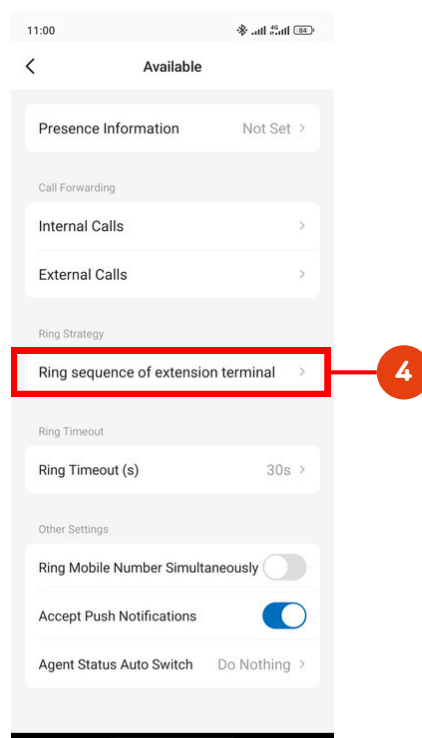 11:00 4G 84
Available
Presence Information Not Set
Call Forwarding
Internal Calls
External Calls
Ring Strategy
Ring sequence of extension terminal
4
Ring Timeout
Ring Timeout (s) 30s
Other Settings
Ring Mobile Number Simultaneously
Accept Push Notifications
Agent Status Auto Switch Do Nothing